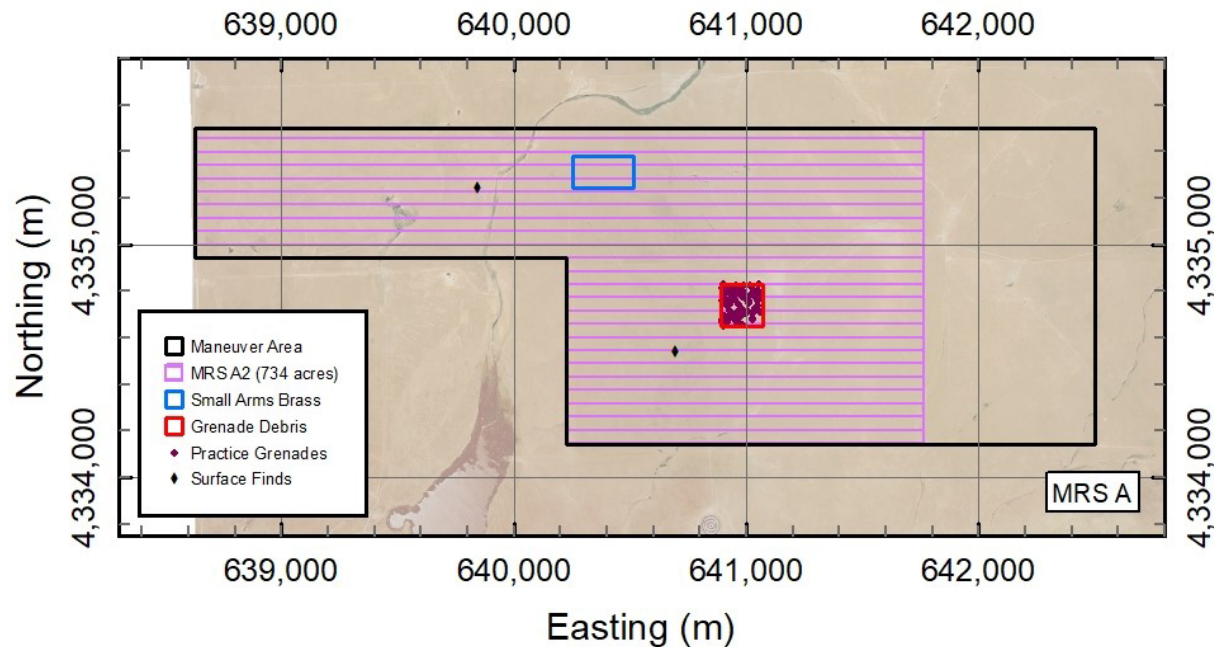 639,000 640,000 641,000 642,000
4,335,000
4,334,000
Northing (m)
4,335,000
4,334,000
Maneuver Area
MRS A2 (734 acres)
Small Arms Brass
Grenade Debris
Practice Grenades
Surface Finds
MRS A
639,000 640,000 641,000 642,000
Easting (m)